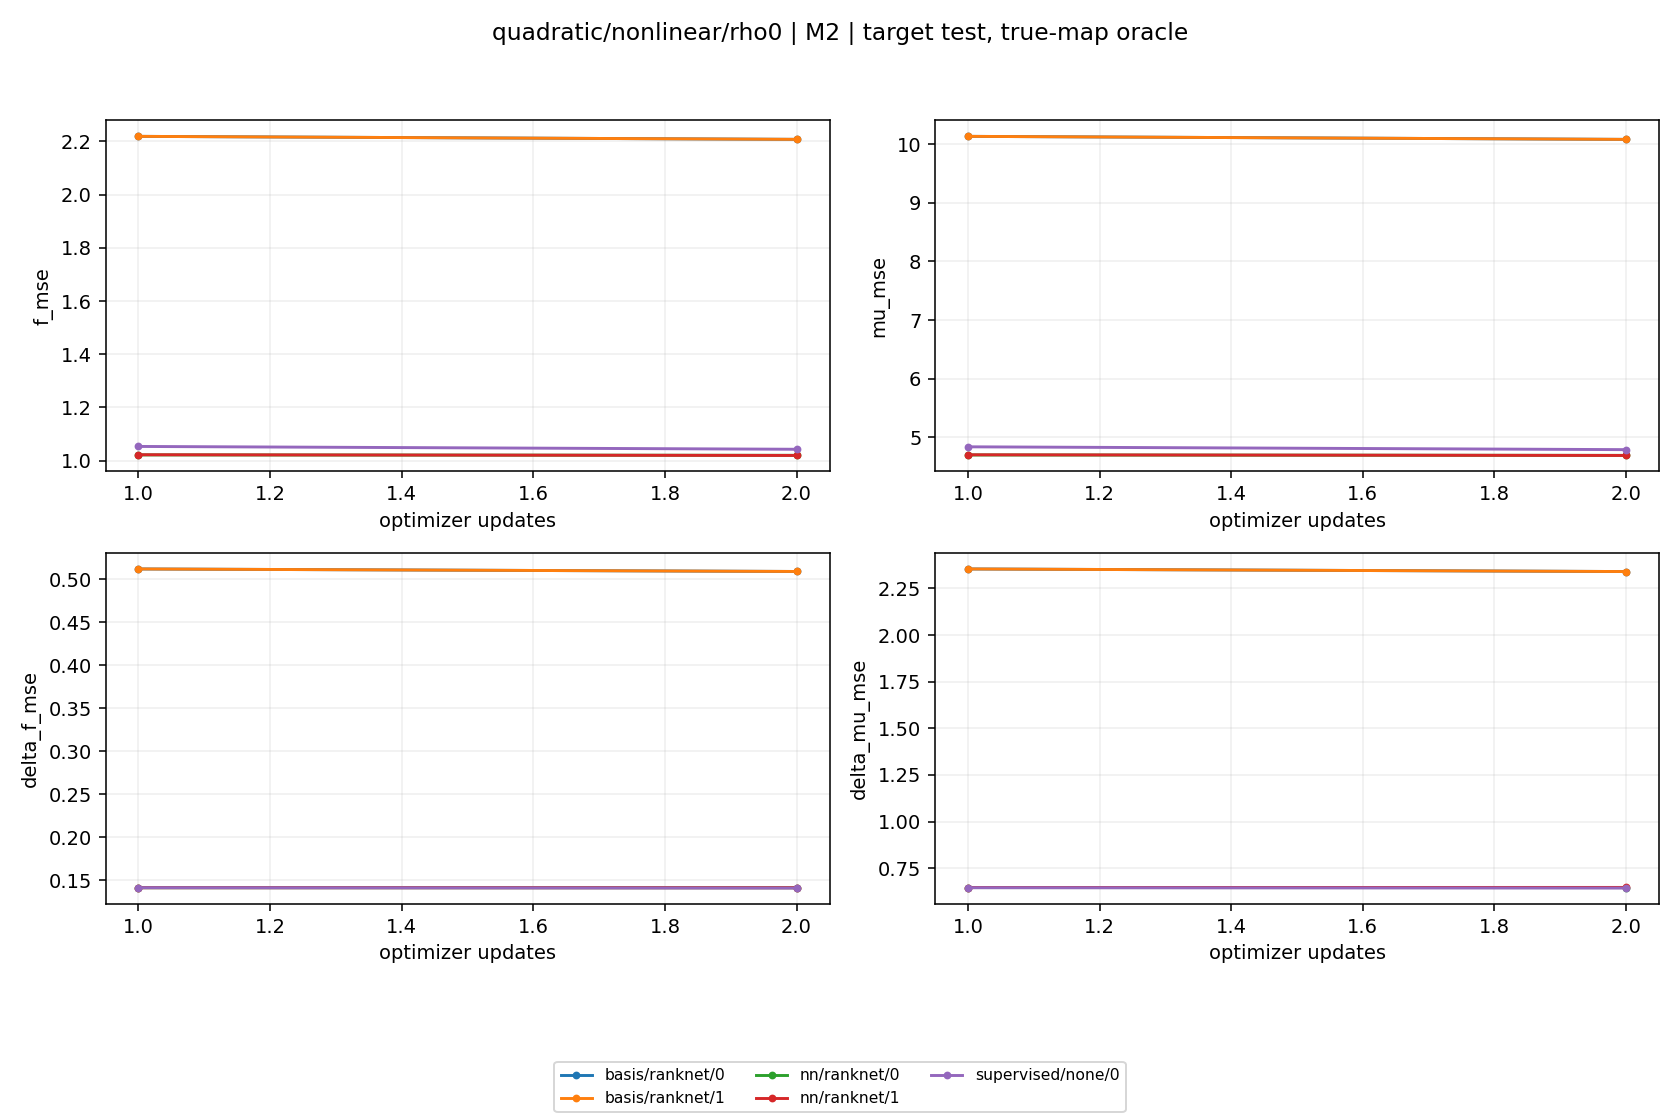 quadratic/nonlinear/rho0 | M2 | target test, true-map oracle
f_mse
2.2
2.0
1.8
1.6
1.4
1.2
1.0
1.0 1.2 1.4 1.6 1.8 2.0
optimizer updates
mu_mse
10
9
8
7
6
5
1.0 1.2 1.4 1.6 1.8 2.0
optimizer updates
delta_f_mse
0.50
0.45
0.40
0.35
0.30
0.25
0.20
0.15
1.0 1.2 1.4 1.6 1.8 2.0
optimizer updates
delta_mu_mse
2.25
2.00
1.75
1.50
1.25
1.00
0.75
1.0 1.2 1.4 1.6 1.8 2.0
optimizer updates
basis/ranknet/0
basis/ranknet/1
nn/ranknet/0
nn/ranknet/1
supervised/none/0